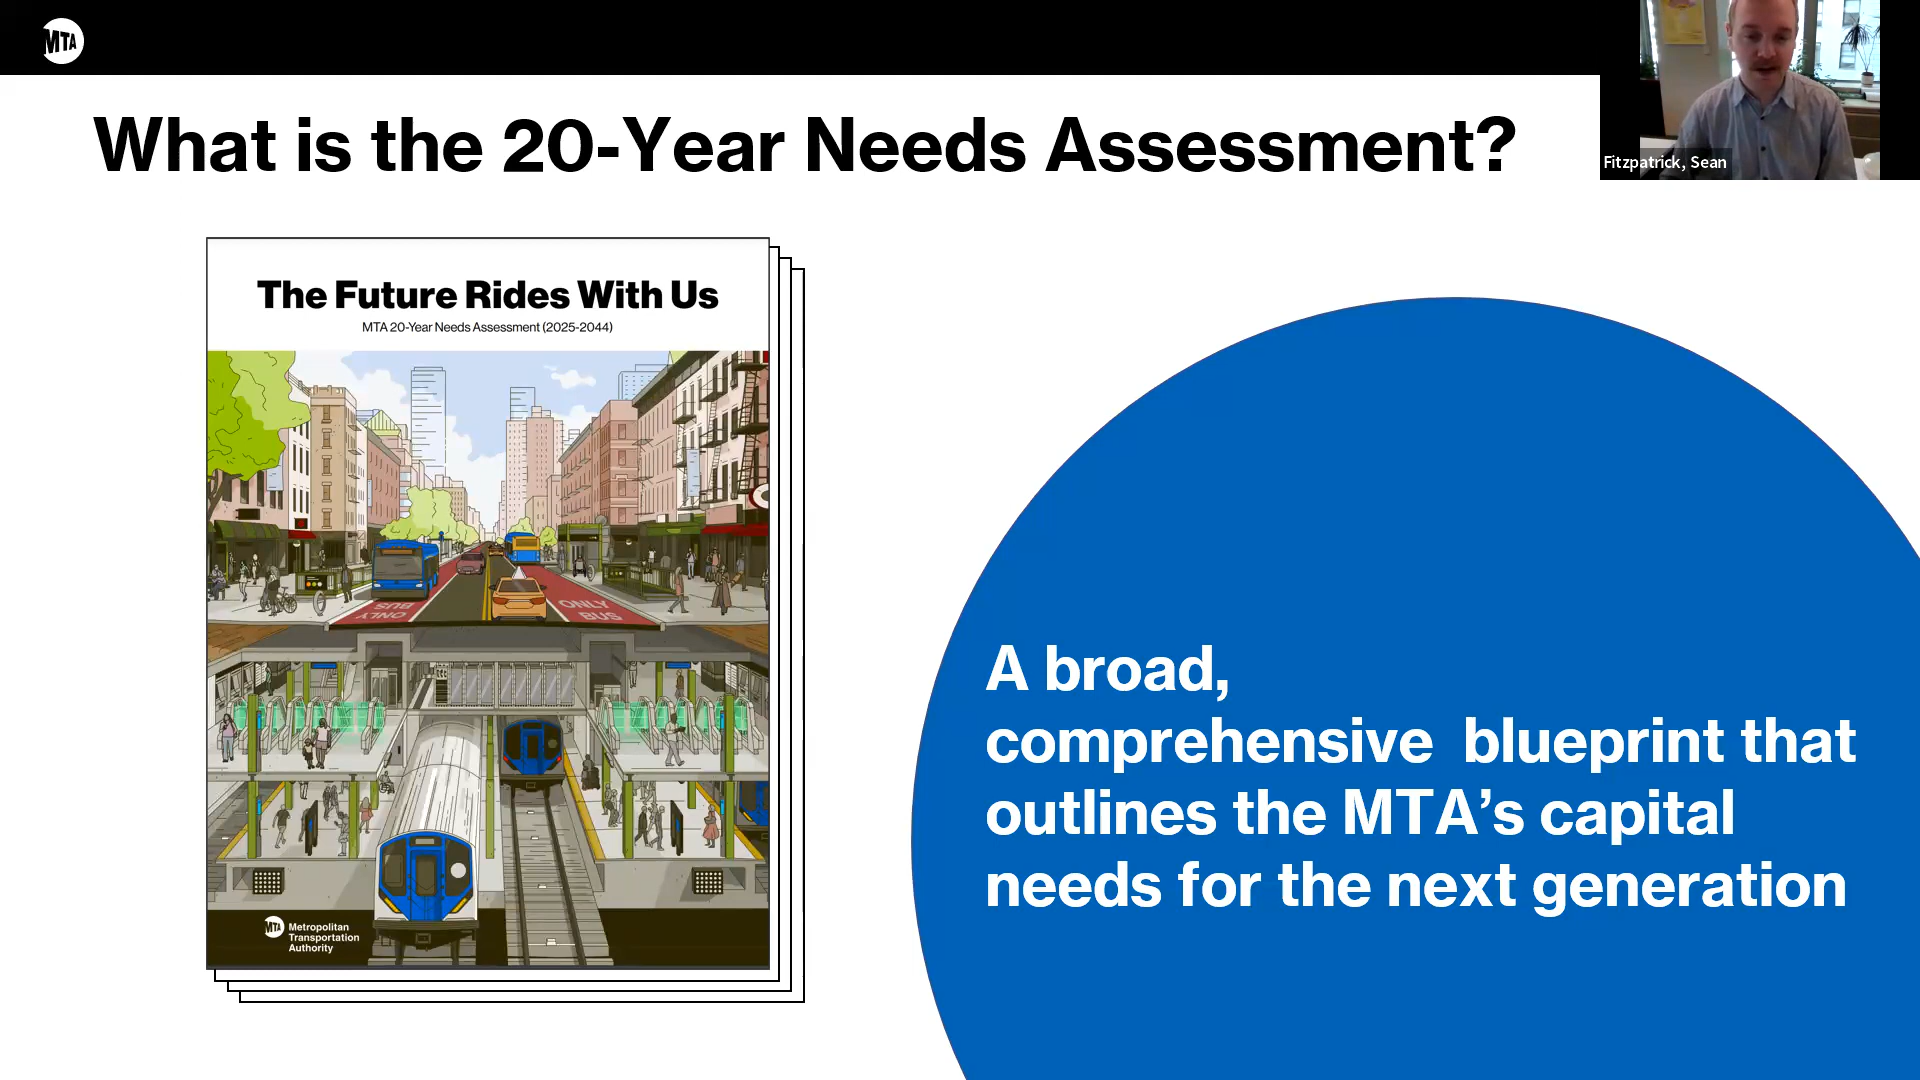 MTA
What is the 20-Year Needs Assessment?
Fitzpatrick, Sean
The Future Rides With Us
MTA 20-Year Needs Assessment (2025-2044)
BUS
ONLY
ONLY
BUS
A broad,
comprehensive  blueprint that
outlines the MTA’s capital
needs for the next generation
MTA
Metropolitan
Transportation
Authority